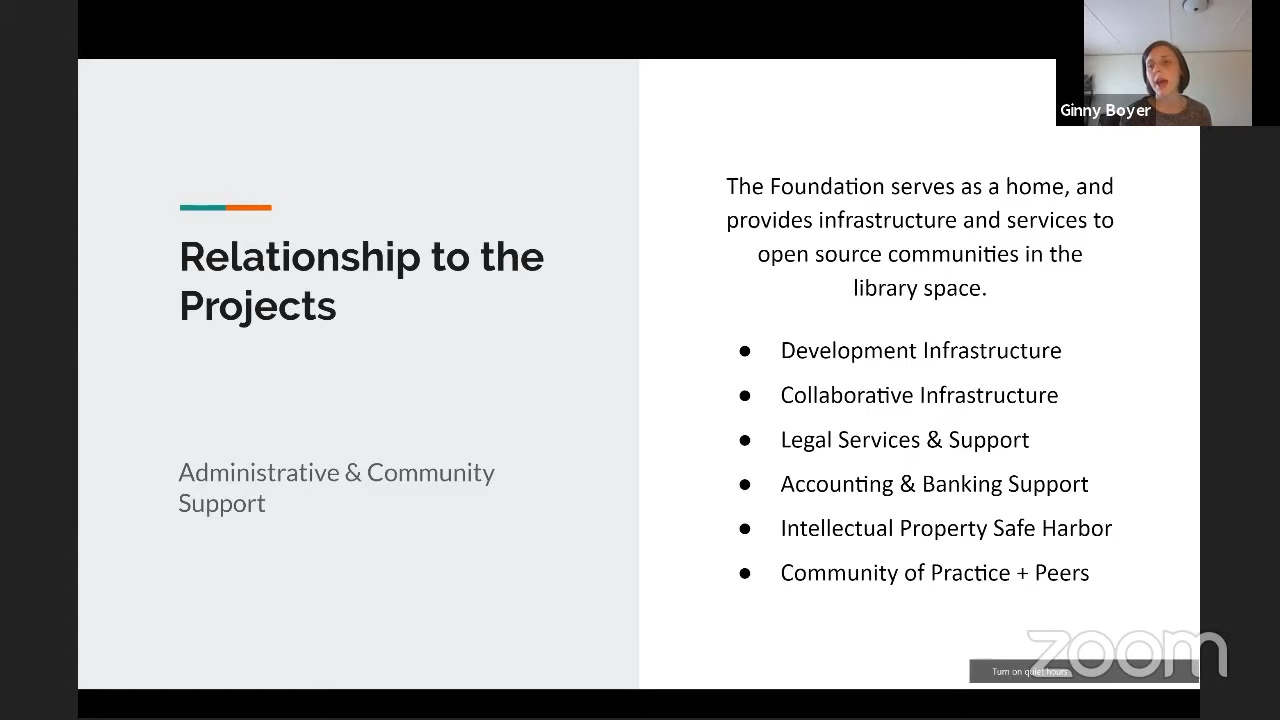 Ginny Boyer
Relationship to the
Projects
Administrative & Community
Support
The Foundation serves as a home, and
provides infrastructure and services to
open source communities in the
library space.
● Development Infrastructure
● Collaborative Infrastructure
● Legal Services & Support
● Accounting & Banking Support
● Intellectual Property Safe Harbor
● Community of Practice + Peers
zoom
Turn on quiet hours